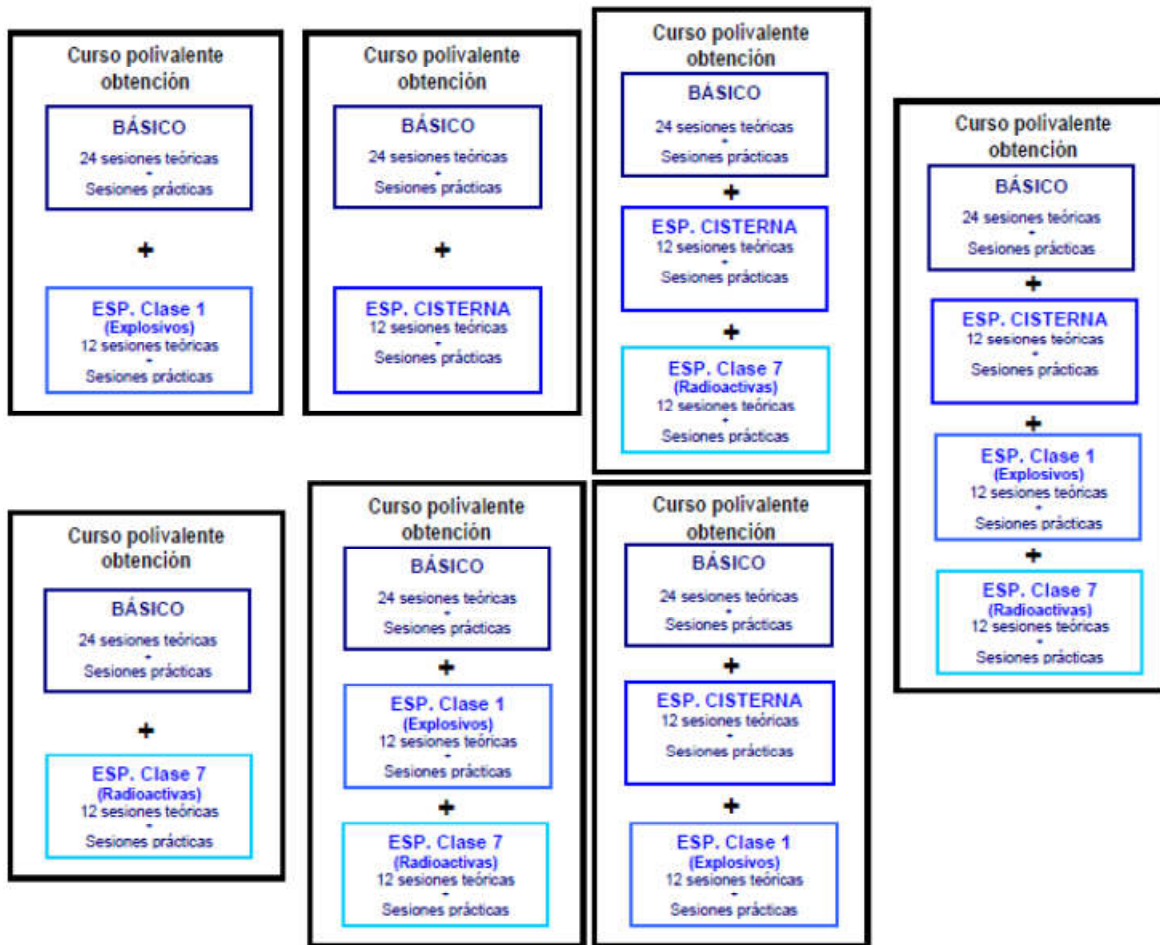 Curso polivalente
obtención
BÁSICO
24 sesiones teóricas
+
Sesiones prácticas
+
ESP. Clase 1
(Explosivos)
12 sesiones teóricas
+
Sesiones prácticas
Curso polivalente
obtención
BÁSICO
24 sesiones teóricas
+
Sesiones prácticas
+
ESP. CISTERNA
12 sesiones teóricas
+
Sesiones prácticas
Curso polivalente
obtención
BÁSICO
24 sesiones teóricas
+
Sesiones prácticas
+
ESP. CISTERNA
12 sesiones teóricas
+
Sesiones prácticas
+
ESP. Clase 7
(Radioactivas)
12 sesiones teóricas
+
Sesiones prácticas
Curso polivalente
obtención
BÁSICO
24 sesiones teóricas
+
Sesiones prácticas
+
ESP. CISTERNA
12 sesiones teóricas
+
Sesiones prácticas
+
ESP. Clase 1
(Explosivos)
12 sesiones teóricas
+
Sesiones prácticas
+
ESP. Clase 7
(Radioactivas)
12 sesiones teóricas
+
Sesiones prácticas
Curso polivalente
obtención
BÁSICO
24 sesiones teóricas
+
Sesiones prácticas
+
ESP. Clase 7
(Radioactivas)
12 sesiones teóricas
+
Sesiones prácticas
Curso polivalente
obtención
BÁSICO
24 sesiones teóricas
+
Sesiones prácticas
+
ESP. Clase 1
(Explosivos)
12 sesiones teóricas
+
Sesiones prácticas
+
ESP. Clase 7
(Radioactivas)
12 sesiones teóricas
+
Sesiones prácticas
Curso polivalente
obtención
BÁSICO
24 sesiones teóricas
+
Sesiones prácticas
+
ESP. CISTERNA
12 sesiones teóricas
+
Sesiones prácticas
+
ESP. Clase 1
(Explosivos)
12 sesiones teóricas
+
Sesiones prácticas